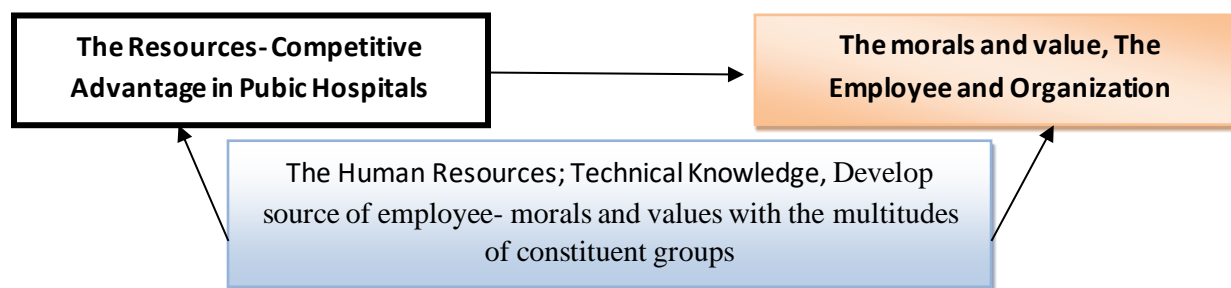 The Resources- Competitive
Advantage in Pubic Hospitals
The morals and value, The
Employee and Organization
The Human Resources; Technical Knowledge, Develop
source of employee- morals and values with the multitudes
of constituent groups